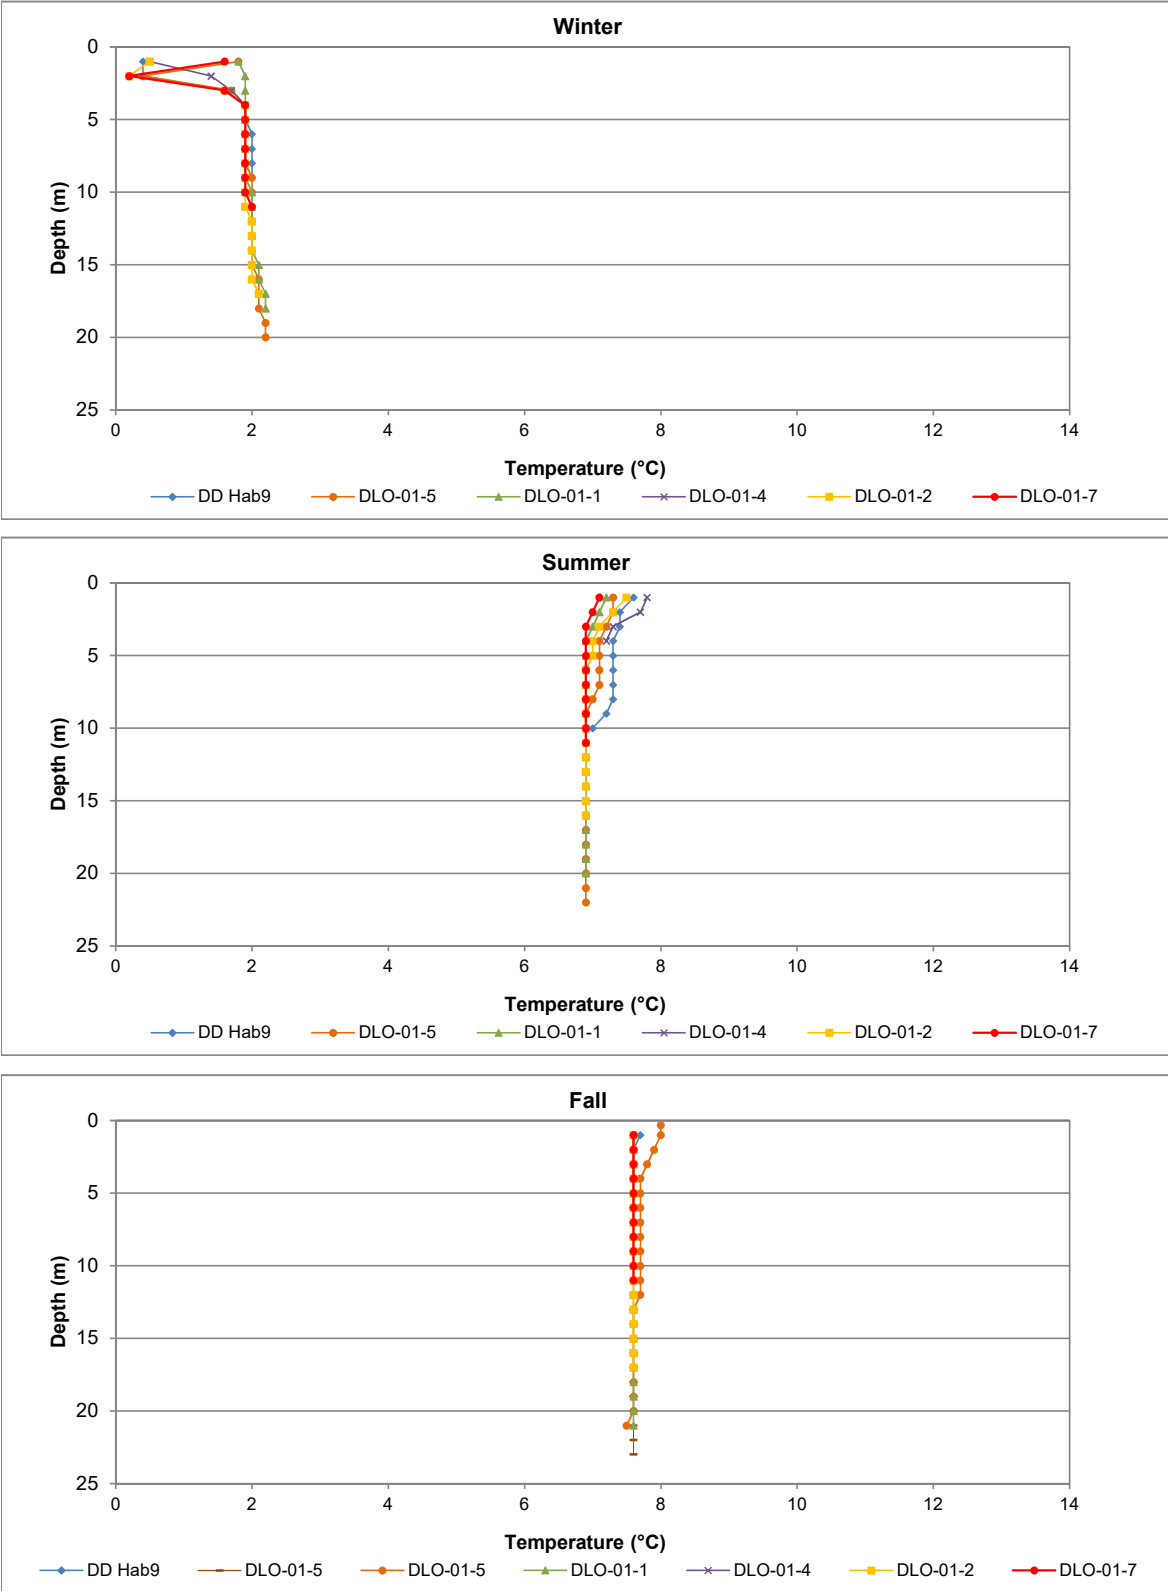 Winter
0
5
10
15
20
25
Depth (m)
0 2 4 6 8 10 12 14
Temperature (°C)
DD Hab9 DLO-01-5 DLO-01-1 DLO-01-4 DLO-01-2 DLO-01-7
Summer
0
5
10
15
20
25
Depth (m)
0 2 4 6 8 10 12 14
Temperature (°C)
DD Hab9 DLO-01-5 DLO-01-1 DLO-01-4 DLO-01-2 DLO-01-7
Fall
0
5
10
15
20
25
Depth (m)
0 2 4 6 8 10 12 14
Temperature (°C)
DD Hab9 DLO-01-5 DLO-01-5 DLO-01-1 DLO-01-4 DLO-01-2 DLO-01-7